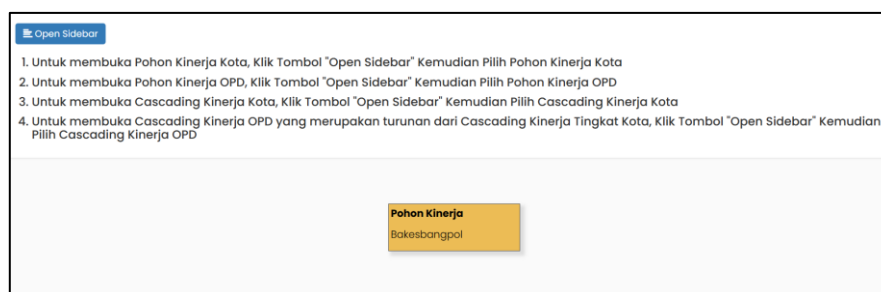 Open Sidebar
1. Untuk membuka Pohon Kinerja Kota, Klik Tombol "Open Sidebar" Kemudian Pilih Pohon Kinerja Kota
2. Untuk membuka Pohon Kinerja OPD, Klik Tombol "Open Sidebar" Kemudian Pilih Pohon Kinerja OPD
3. Untuk membuka Cascading Kinerja Kota, Klik Tombol "Open Sidebar" Kemudian Pilih Cascading Kinerja Kota
4. Untuk membuka Cascading Kinerja OPD yang merupakan turunan dari Cascading Kinerja Tingkat Kota, Klik Tombol "Open Sidebar" Kemudian
Pilih Cascading Kinerja OPD
Pohon Kinerja
Bakesbangpol